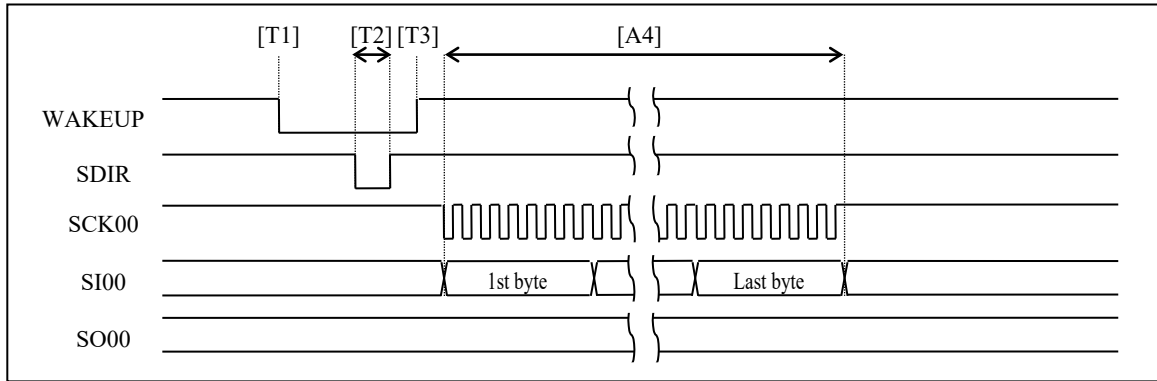 [T1] [T2] [T3] [A4]
WAKEUP
SDIR
SCK00
SI00 1st byte Last byte
SO00